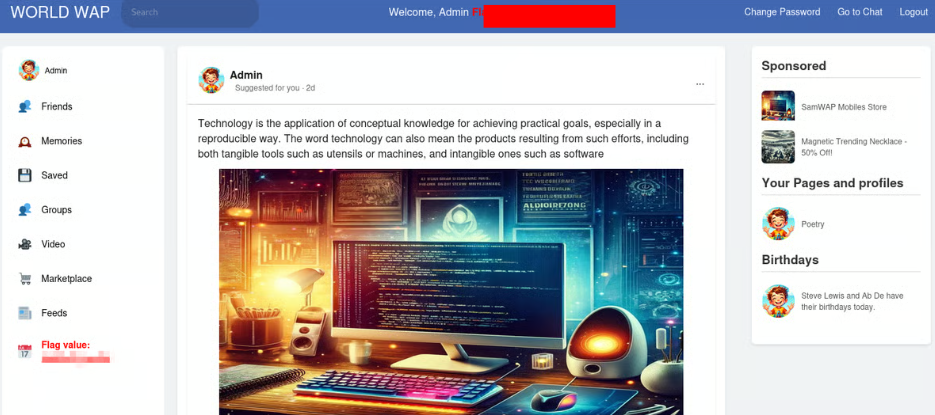 WORLD WAP
Search
Welcome, Admin
Change Password
Go to Chat
Logout
Admin
Friends
Memories
Saved
Groups
Video
Marketplace
Feeds
17
Flag value:
Admin
Suggested for you · 2d
...
Technology is the application of conceptual knowledge for achieving practical goals, especially in a
reproducible way. The word technology can also mean the products resulting from such efforts, including
both tangible tools such as utensils or machines, and intangible ones such as software
Sponsored
SamWAP Mobiles Store
Magnetic Trending Necklace -
50% Off!
Your Pages and profiles
Poetry
Birthdays
Steve Lewis and Ab De have
their birthdays today.